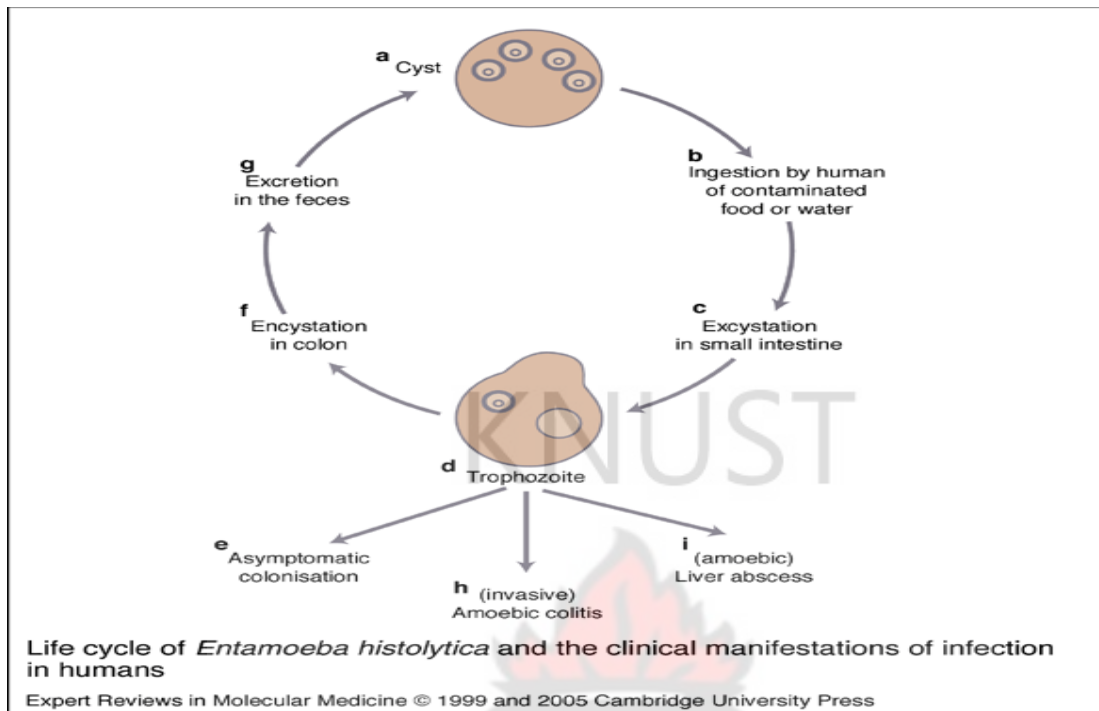 a Cyst
b
Ingestion by human
of contaminated
food or water
c
Excystation
in small intestine
d Trophozoite
e
Asymptomatic
colonisation
f
Encystation
in colon
g
Excretion
in the feces
h (invasive)
Amoebic colitis
i
(amoebic)
Liver abscess
KNUST
Life cycle of Entamoeba histolytica and the clinical manifestations of infection
in humans
Expert Reviews in Molecular Medicine © 1999 and 2005 Cambridge University Press